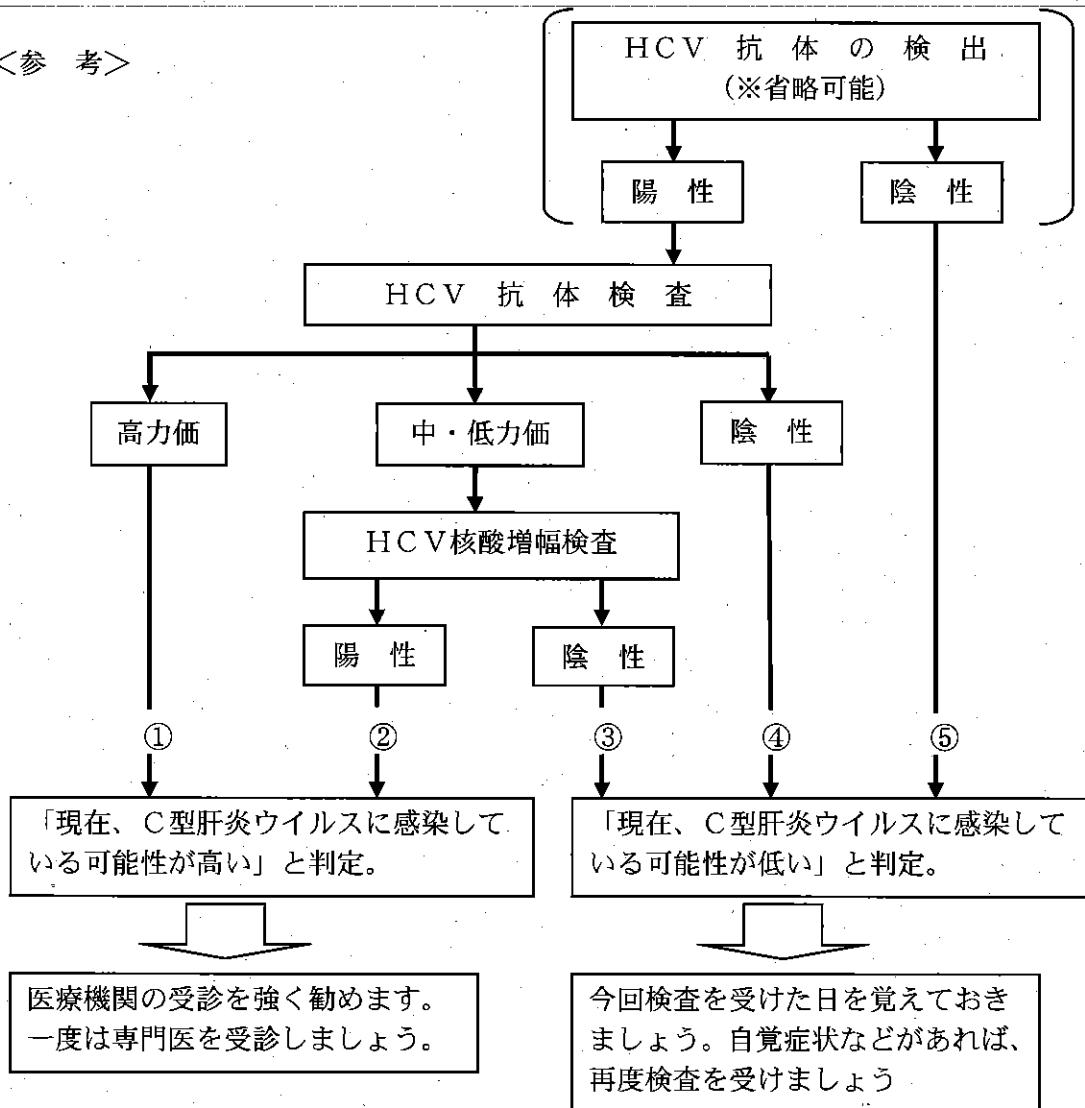 <参 考>
HCV 抗 体 の 検 出
(※省略可能)
陽 性
陰 性
HCV 抗 体 検 査
高力価
中・低力価
陰 性
HCV核酸増幅検査
陽 性
陰 性
①
②
③
④
⑤
「現在、C型肝炎ウイルスに感染して
いる可能性が高い」と判定。
「現在、C型肝炎ウイルスに感染して
いる可能性が低い」と判定。
医療機関の受診を強く勧めます。
一度は専門医を受診しましょう。
今回検査を受けた日を覚えておき
ましょう。自覚症状などがあれば、
再度検査を受けましょう